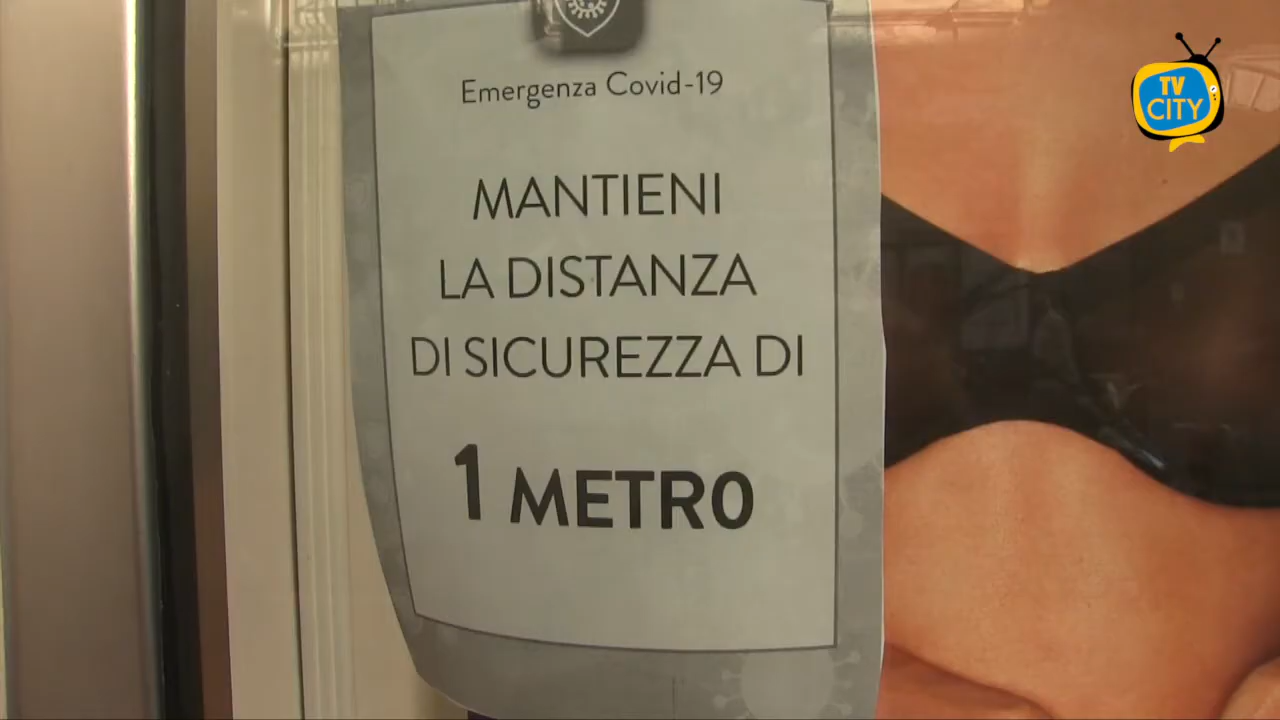 Emergenza Covid-19
MANTIENI
LA DISTANZA
DI SICUREZZA DI
1 METRO
TV
CITY